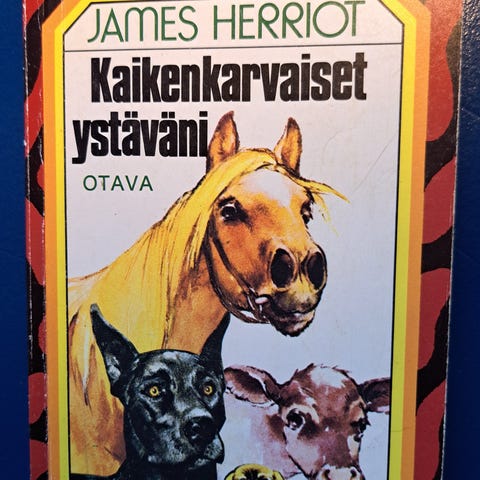 JAMES HERRIOT
Kaikenkarvaiset
ystäväni
OTAVA